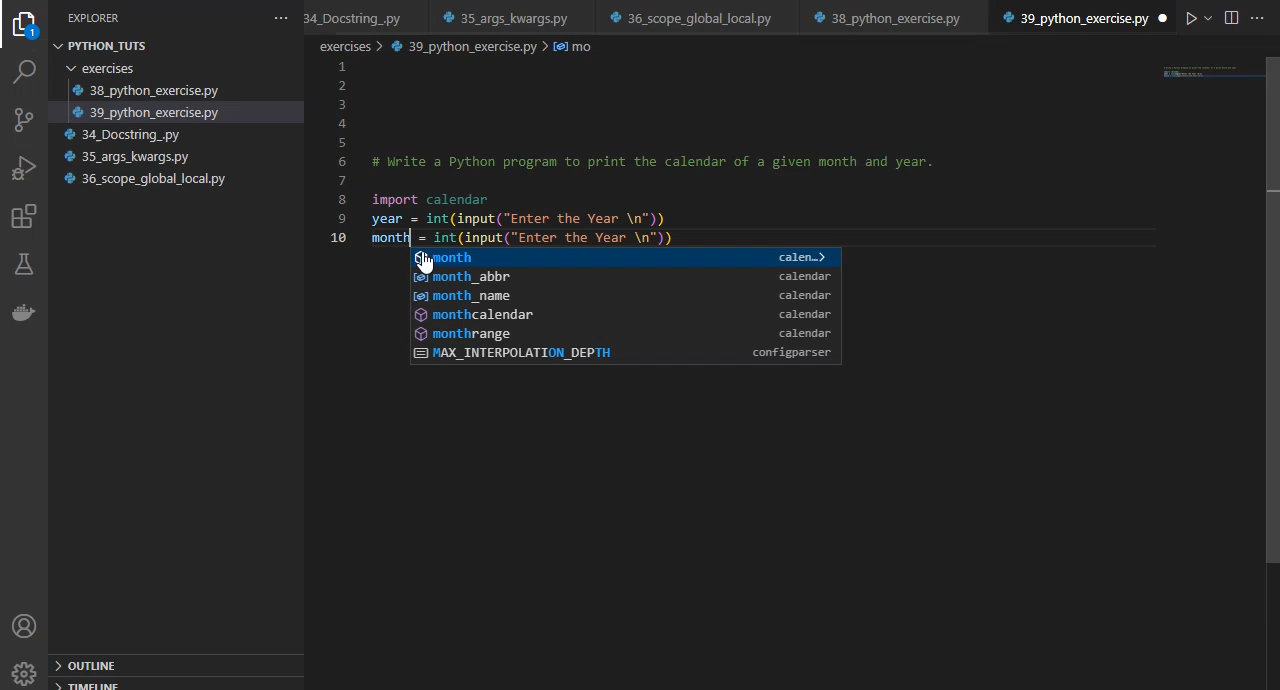 EXPLORER
34_Docstring_.py 35_args_kwargs.py 36_scope_global_local.py 38_python_exercise.py 39_python_exercise.py
1
PYTHON_TUTS
exercises
38_python_exercise.py
39_python_exercise.py
34_Docstring_.py
35_args_kwargs.py
36_scope_global_local.py
OUTLINE
TIMELINE
exercises > 39_python_exercise.py > mo
1
2
3
4
5
6 # Write a Python program to print the calendar of a given month and year.
7
8 import calendar
9 year = int(input("Enter the Year \n"))
10 month = int(input("Enter the Year \n"))
month calen…>
month_abbr calendar
month_name calendar
monthcalendar calendar
monthrange calendar
MAX_INTERPOLATION_DEPTH configparser